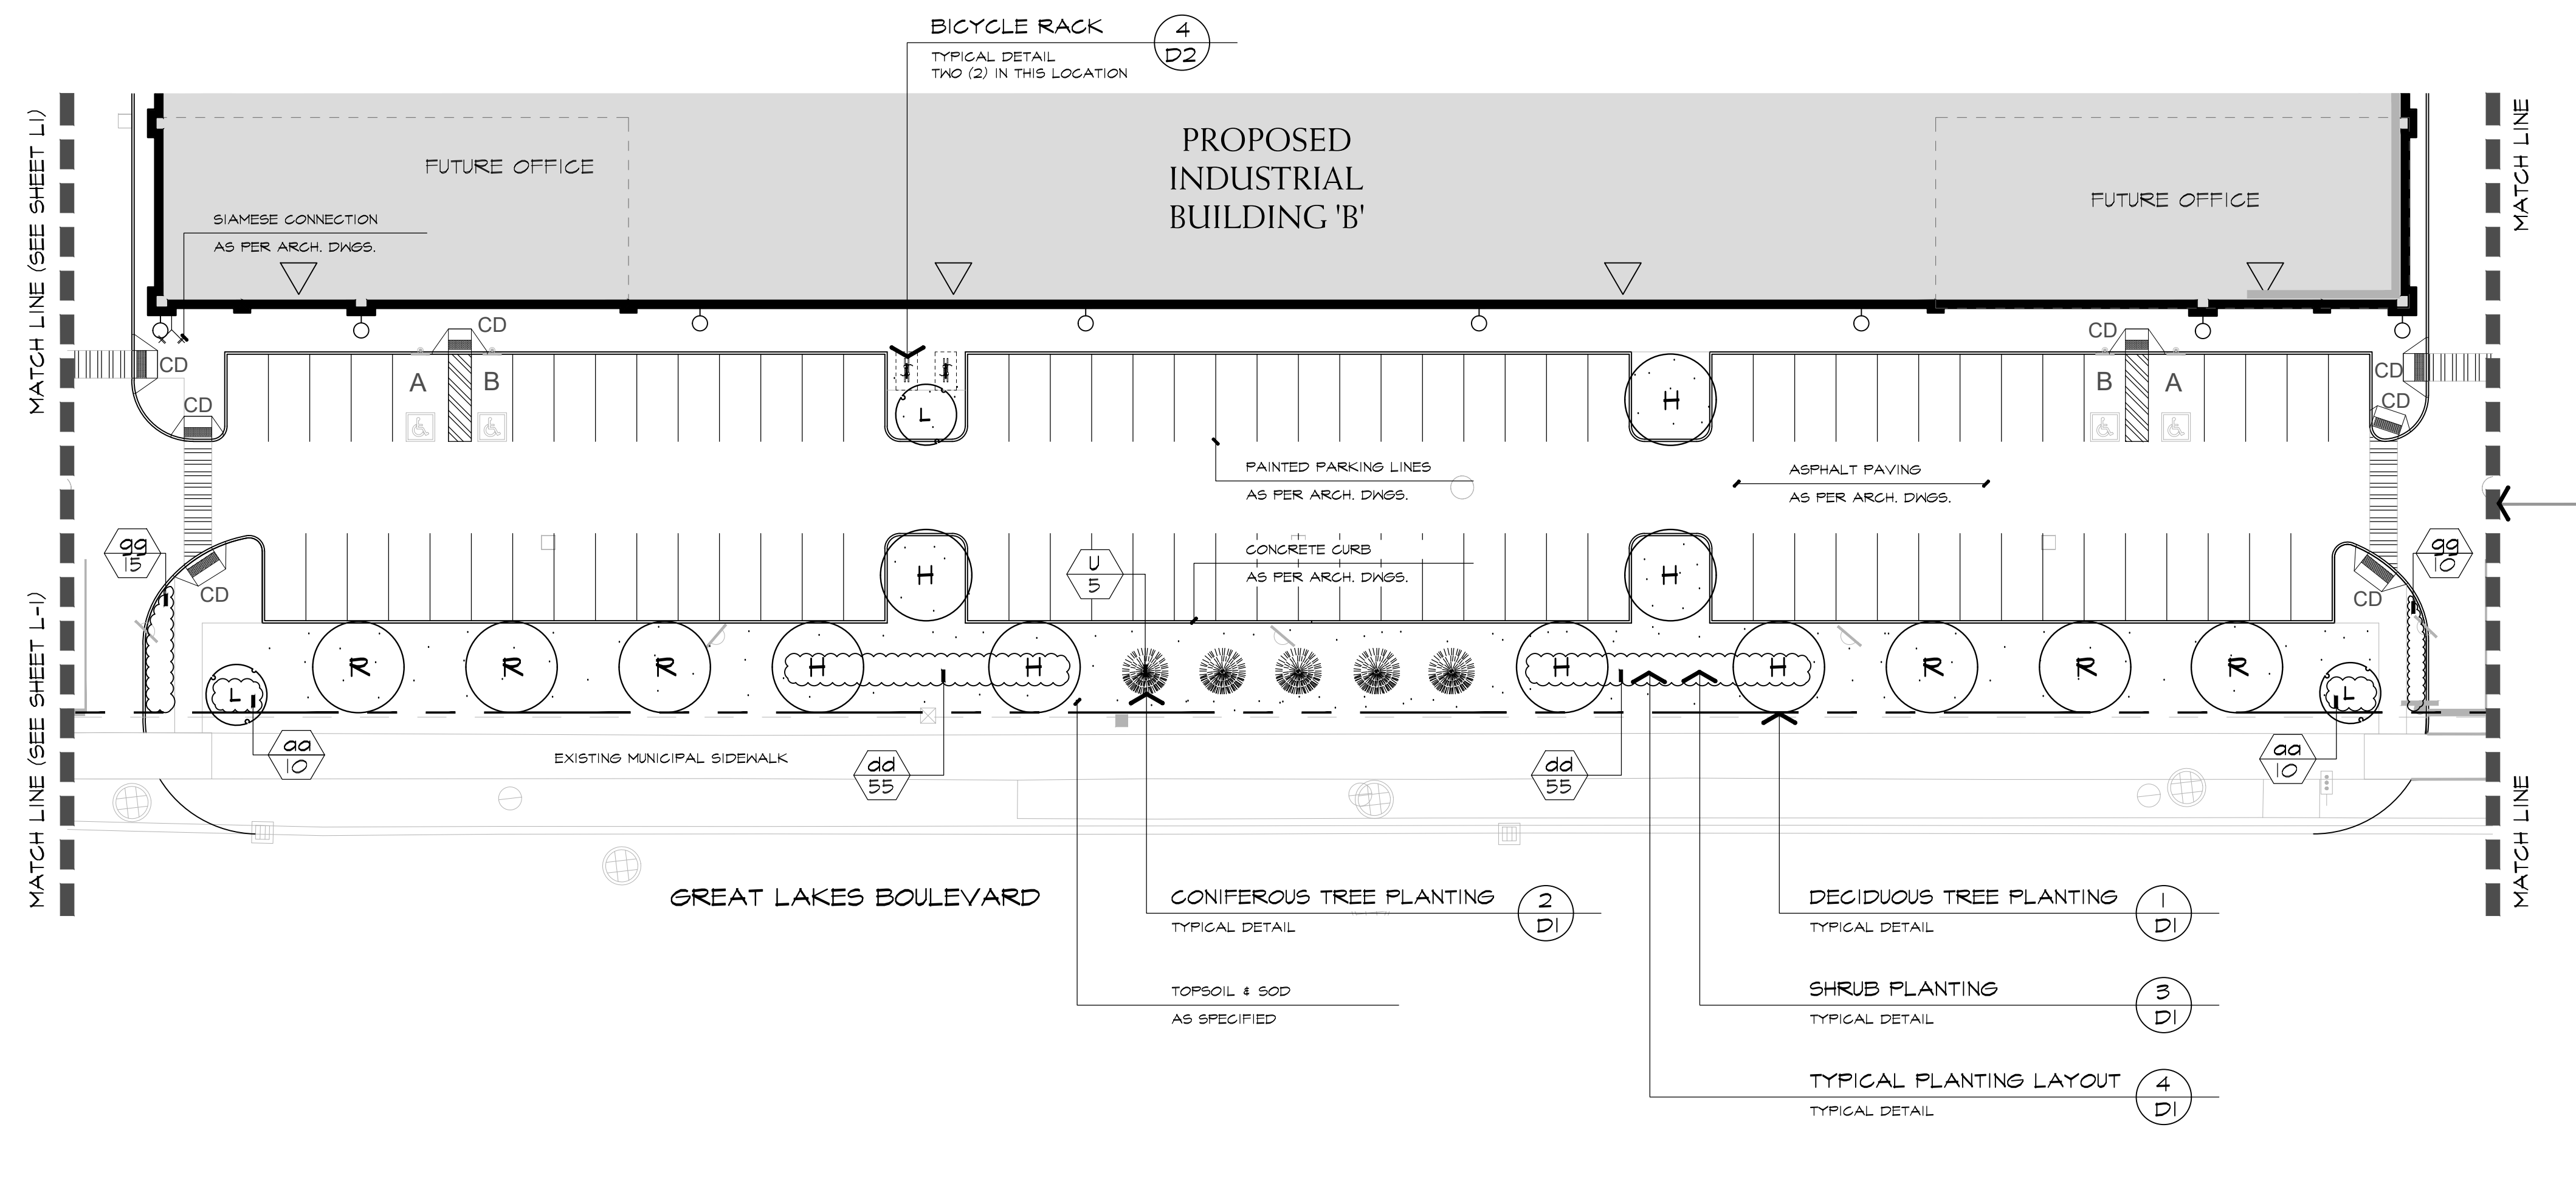 BICYCLE RACK
4
D2
TYPICAL DETAIL
TWO (2) IN THIS LOCATION
MATCH LINE (SEE SHEET L1)
MATCH LINE
PROPOSED
INDUSTRIAL
BUILDING 'B'
FUTURE OFFICE
FUTURE OFFICE
SIAMESE CONNECTION
AS PER ARCH. DWGS.
CD
CD
CD
CD
CD
CD
A
B
B
A
L
H
PAINTED PARKING LINES
AS PER ARCH. DWGS.
ASPHALT PAVING
AS PER ARCH. DWGS.
gg
15
gg
10
CONCRETE CURB
AS PER ARCH. DWGS.
U
5
H
H
CD
CD
R
R
R
H
H
H
H
R
R
R
L
L
aa
10
EXISTING MUNICIPAL SIDEWALK
dd
55
dd
55
aa
10
MATCH LINE (SEE SHEET L-1)
MATCH LINE
GREAT LAKES BOULEVARD
CONIFEROUS TREE PLANTING
2
D1
TYPICAL DETAIL
DECIDUOUS TREE PLANTING
1
D1
TYPICAL DETAIL
TOPSOIL & SOD
AS SPECIFIED
SHRUB PLANTING
3
D1
TYPICAL DETAIL
TYPICAL PLANTING LAYOUT
4
D1
TYPICAL DETAIL